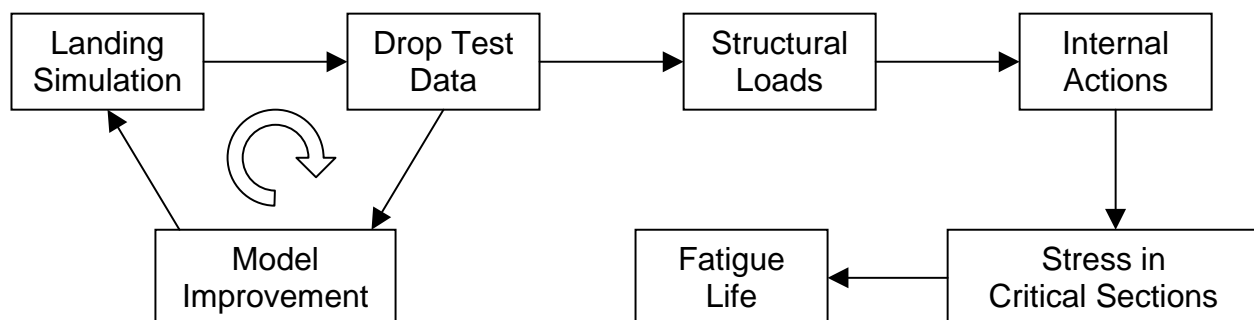 Landing
Simulation
Drop Test
Data
Structural
Loads
Internal
Actions
Model
Improvement
Fatigue
Life
Stress in
Critical Sections